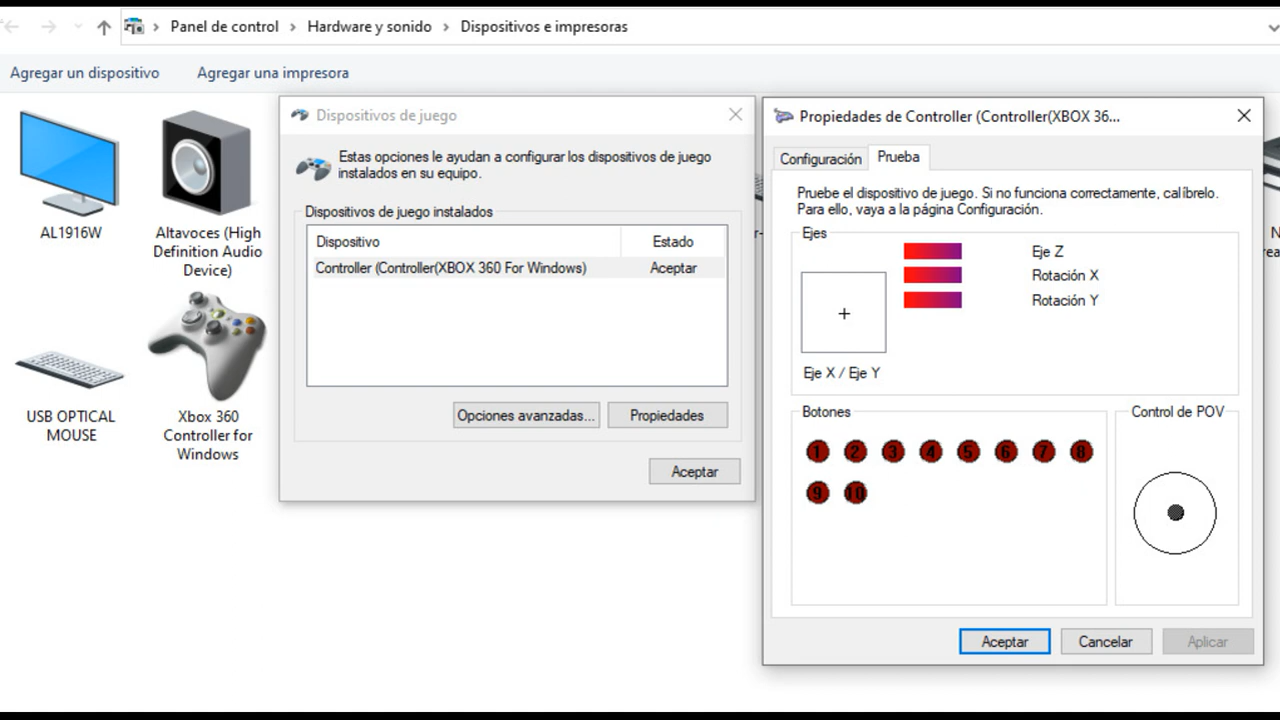 Panel de control > Hardware y sonido > Dispositivos e impresoras
Agregar un dispositivo
Agregar una impresora
AL1916W
Altavoces (High
Definition Audio
Device)
USB OPTICAL
MOUSE
Xbox 360
Controller for
Windows
Dispositivos de juego
Estas opciones le ayudan a configurar los dispositivos de juego
instalados en su equipo.
Dispositivos de juego instalados
Dispositivo
Estado
Controller (Controller(XBOX 360 For Windows)
Aceptar
Opciones avanzadas...
Propiedades
Aceptar
Propiedades de Controller (Controller(XBOX 36...
Configuración
Prueba
Pruebe el dispositivo de juego. Si no funciona correctamente, calíbrelo.
Para ello, vaya a la página Configuración.
Ejes
Eje Z
Rotación X
Rotación Y
Eje X / Eje Y
Botones
1 2 3 4 5 6 7 8
9 10
Control de POV
Aceptar
Cancelar
Aplicar